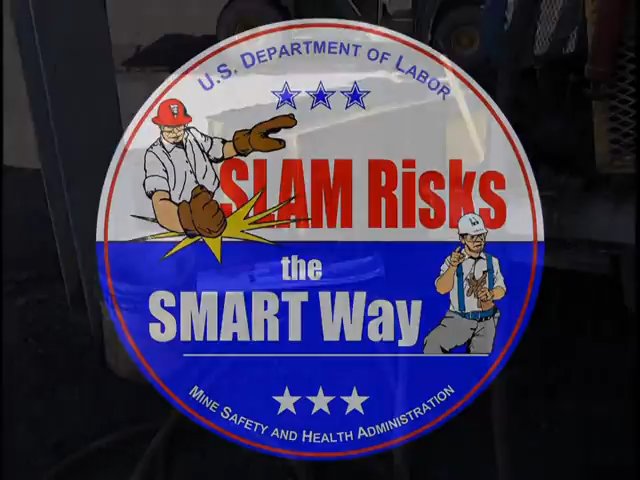 U.S. DEPARTMENT OF LABOR
SLAM Risks
the
SMART Way
MINE SAFETY AND HEALTH ADMINISTRATION